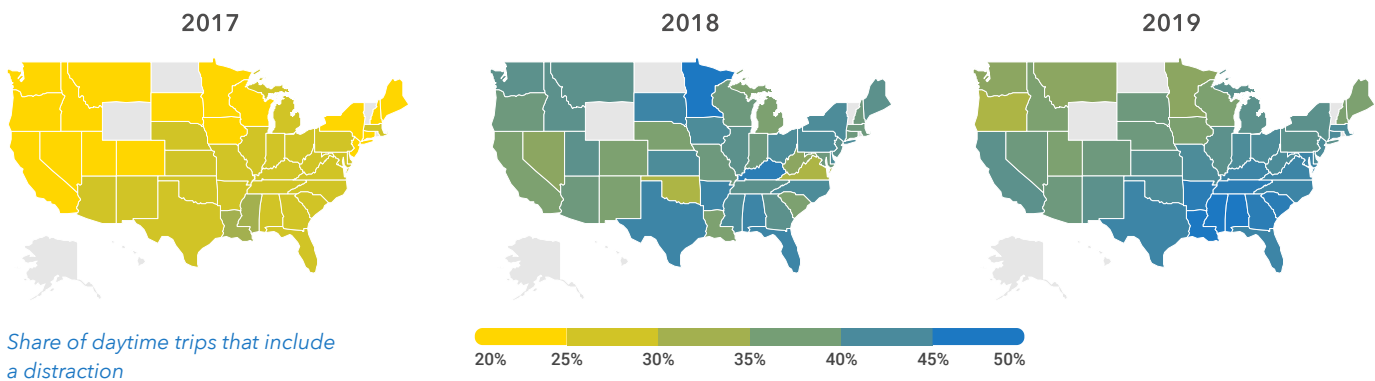 2017
2018
2019
Share of daytime trips that include
a distraction
20% 25% 30% 35% 40% 45% 50%